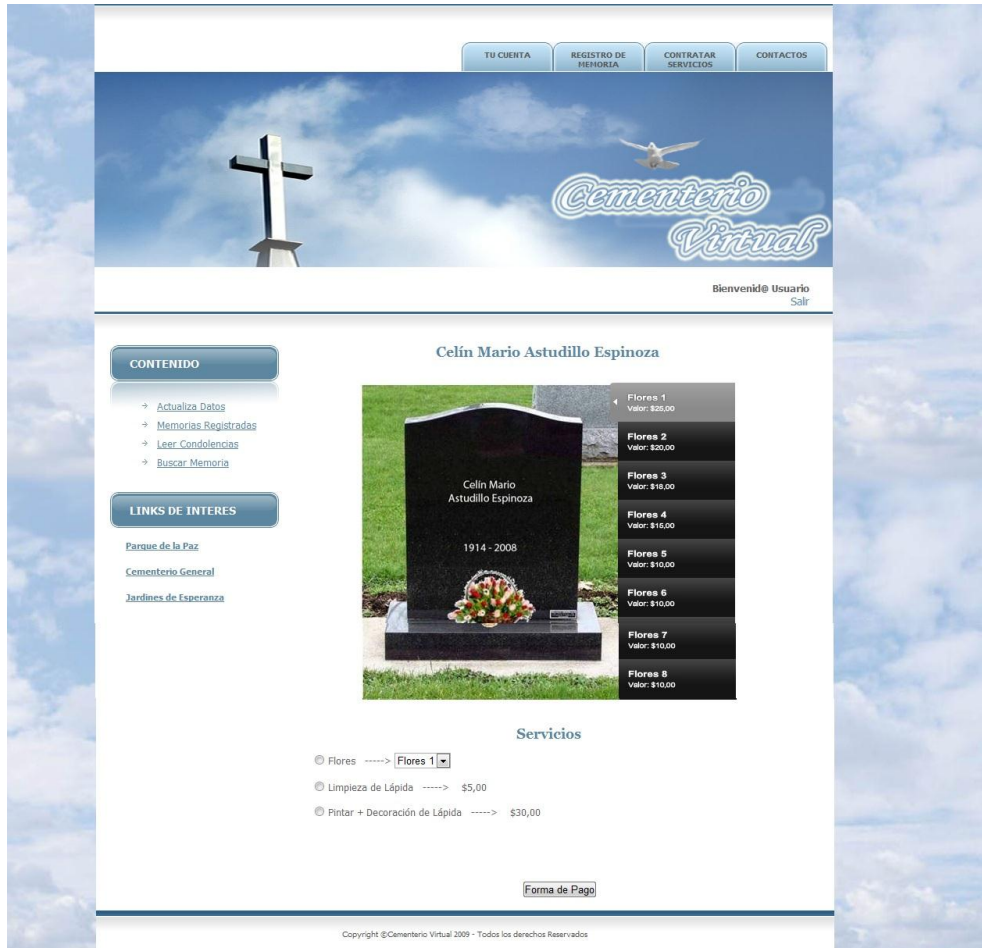 TU CUENTA
REGISTRO DE
MEMORIA
CONTRATAR
SERVICIOS
CONTACTOS
Cementerio
Virtual
Bienvenid@ Usuario
Salir
CONTENIDO
Actualiza Datos
Memorias Registradas
Leer Condolencias
Buscar Memoria
LINKS DE INTERES
Parque de la Paz
Cementerio General
Jardines de Esperanza
Celín Mario Astudillo Espinoza
Celín Mario
Astudillo Espinoza
1914 - 2008
Flores 1
Valor: $25,00
Flores 2
Valor: $20,00
Flores 3
Valor: $18,00
Flores 4
Valor: $15,00
Flores 5
Valor: $10,00
Flores 6
Valor: $10,00
Flores 7
Valor: $10,00
Flores 8
Valor: $10,00
Servicios
Flores -----> Flores 1
Limpieza de Lápida -----> $5,00
Pintar + Decoración de Lápida -----> $30,00
Forma de Pago
Copyright ©Cementerio Virtual 2009 - Todos los derechos Reservados